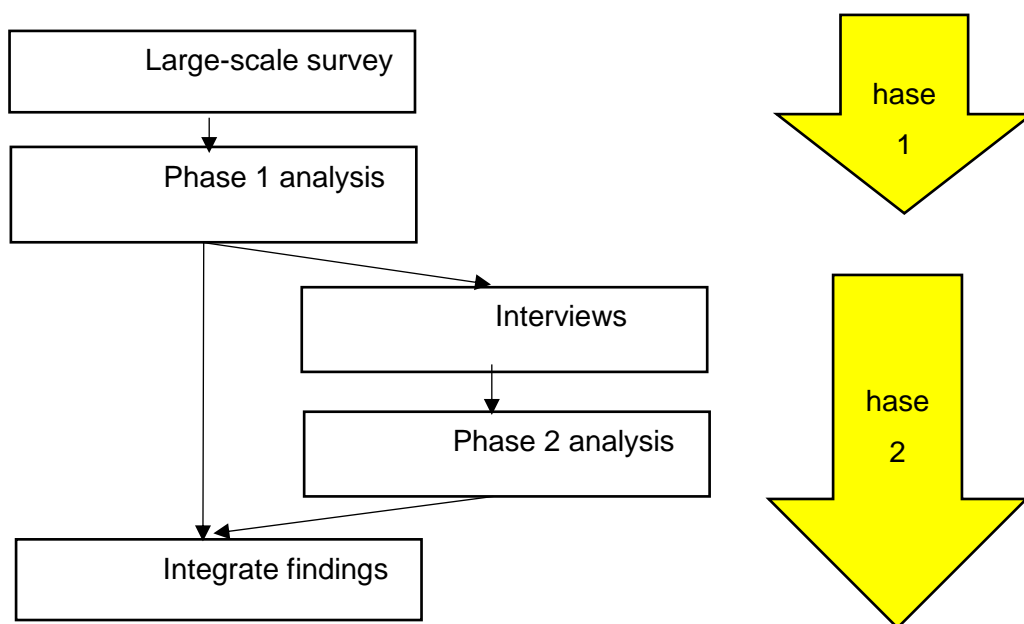 Large-scale survey
hase
1
Phase 1 analysis
Interviews
hase
2
Phase 2 analysis
Integrate findings